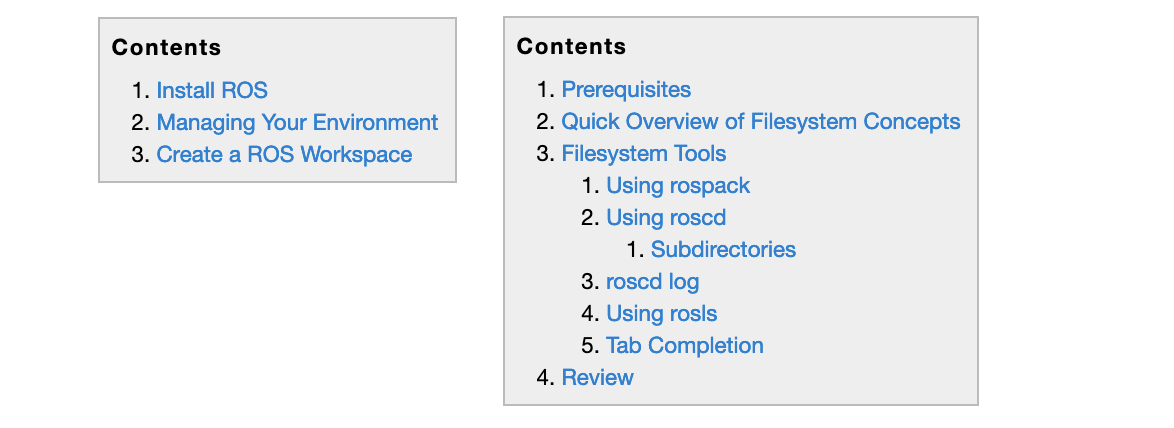 Contents
1. Install ROS
2. Managing Your Environment
3. Create a ROS Workspace
Contents
1. Prerequisites
2. Quick Overview of Filesystem Concepts
3. Filesystem Tools
1. Using rospack
2. Using roscd
1. Subdirectories
3. roscd log
4. Using rosls
5. Tab Completion
4. Review